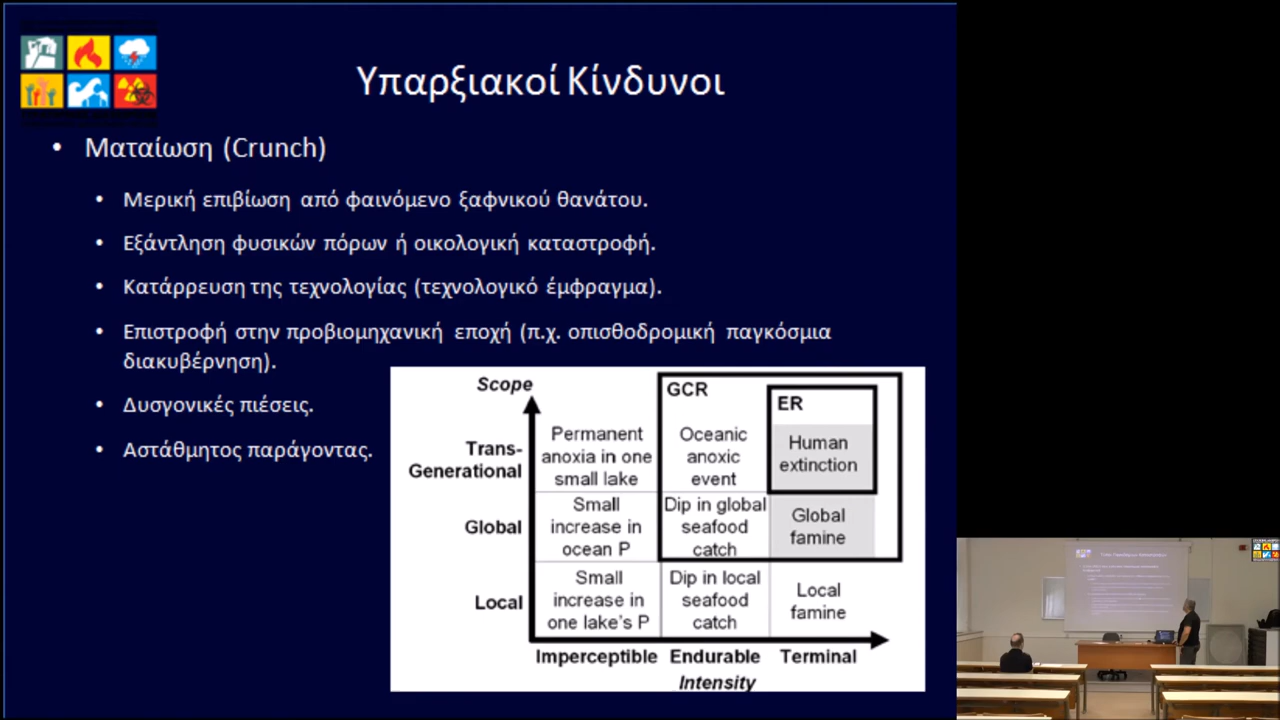 Υπαρξιακοί Κίνδυνοι
• Ματαίωση (Crunch)
• Μερική επιβίωση από φαινόμενο ξαφνικού θανάτου.
• Εξάντληση φυσικών πόρων ή οικολογική καταστροφή.
• Κατάρρευση της τεχνολογίας (τεχνολογικό έμφραγμα).
• Επιστροφή στην προβιομηχανική εποχή (π.χ. οπισθοδρομική παγκόσμια
διακυβέρνηση).
• Δυσγονικές πιέσεις.
• Αστάθμητος παράγοντας.
Scope
GCR
ER
Trans-
Generational
Permanent
anoxia in one
small lake
Oceanic
anoxic
event
Human
extinction
Global
Small
increase in
ocean P
Dip in global
seafood
catch
Global
famine
Local
Small
increase in
one lake's P
Dip in local
seafood
catch
Local
famine
Imperceptible
Endurable
Terminal
Intensity